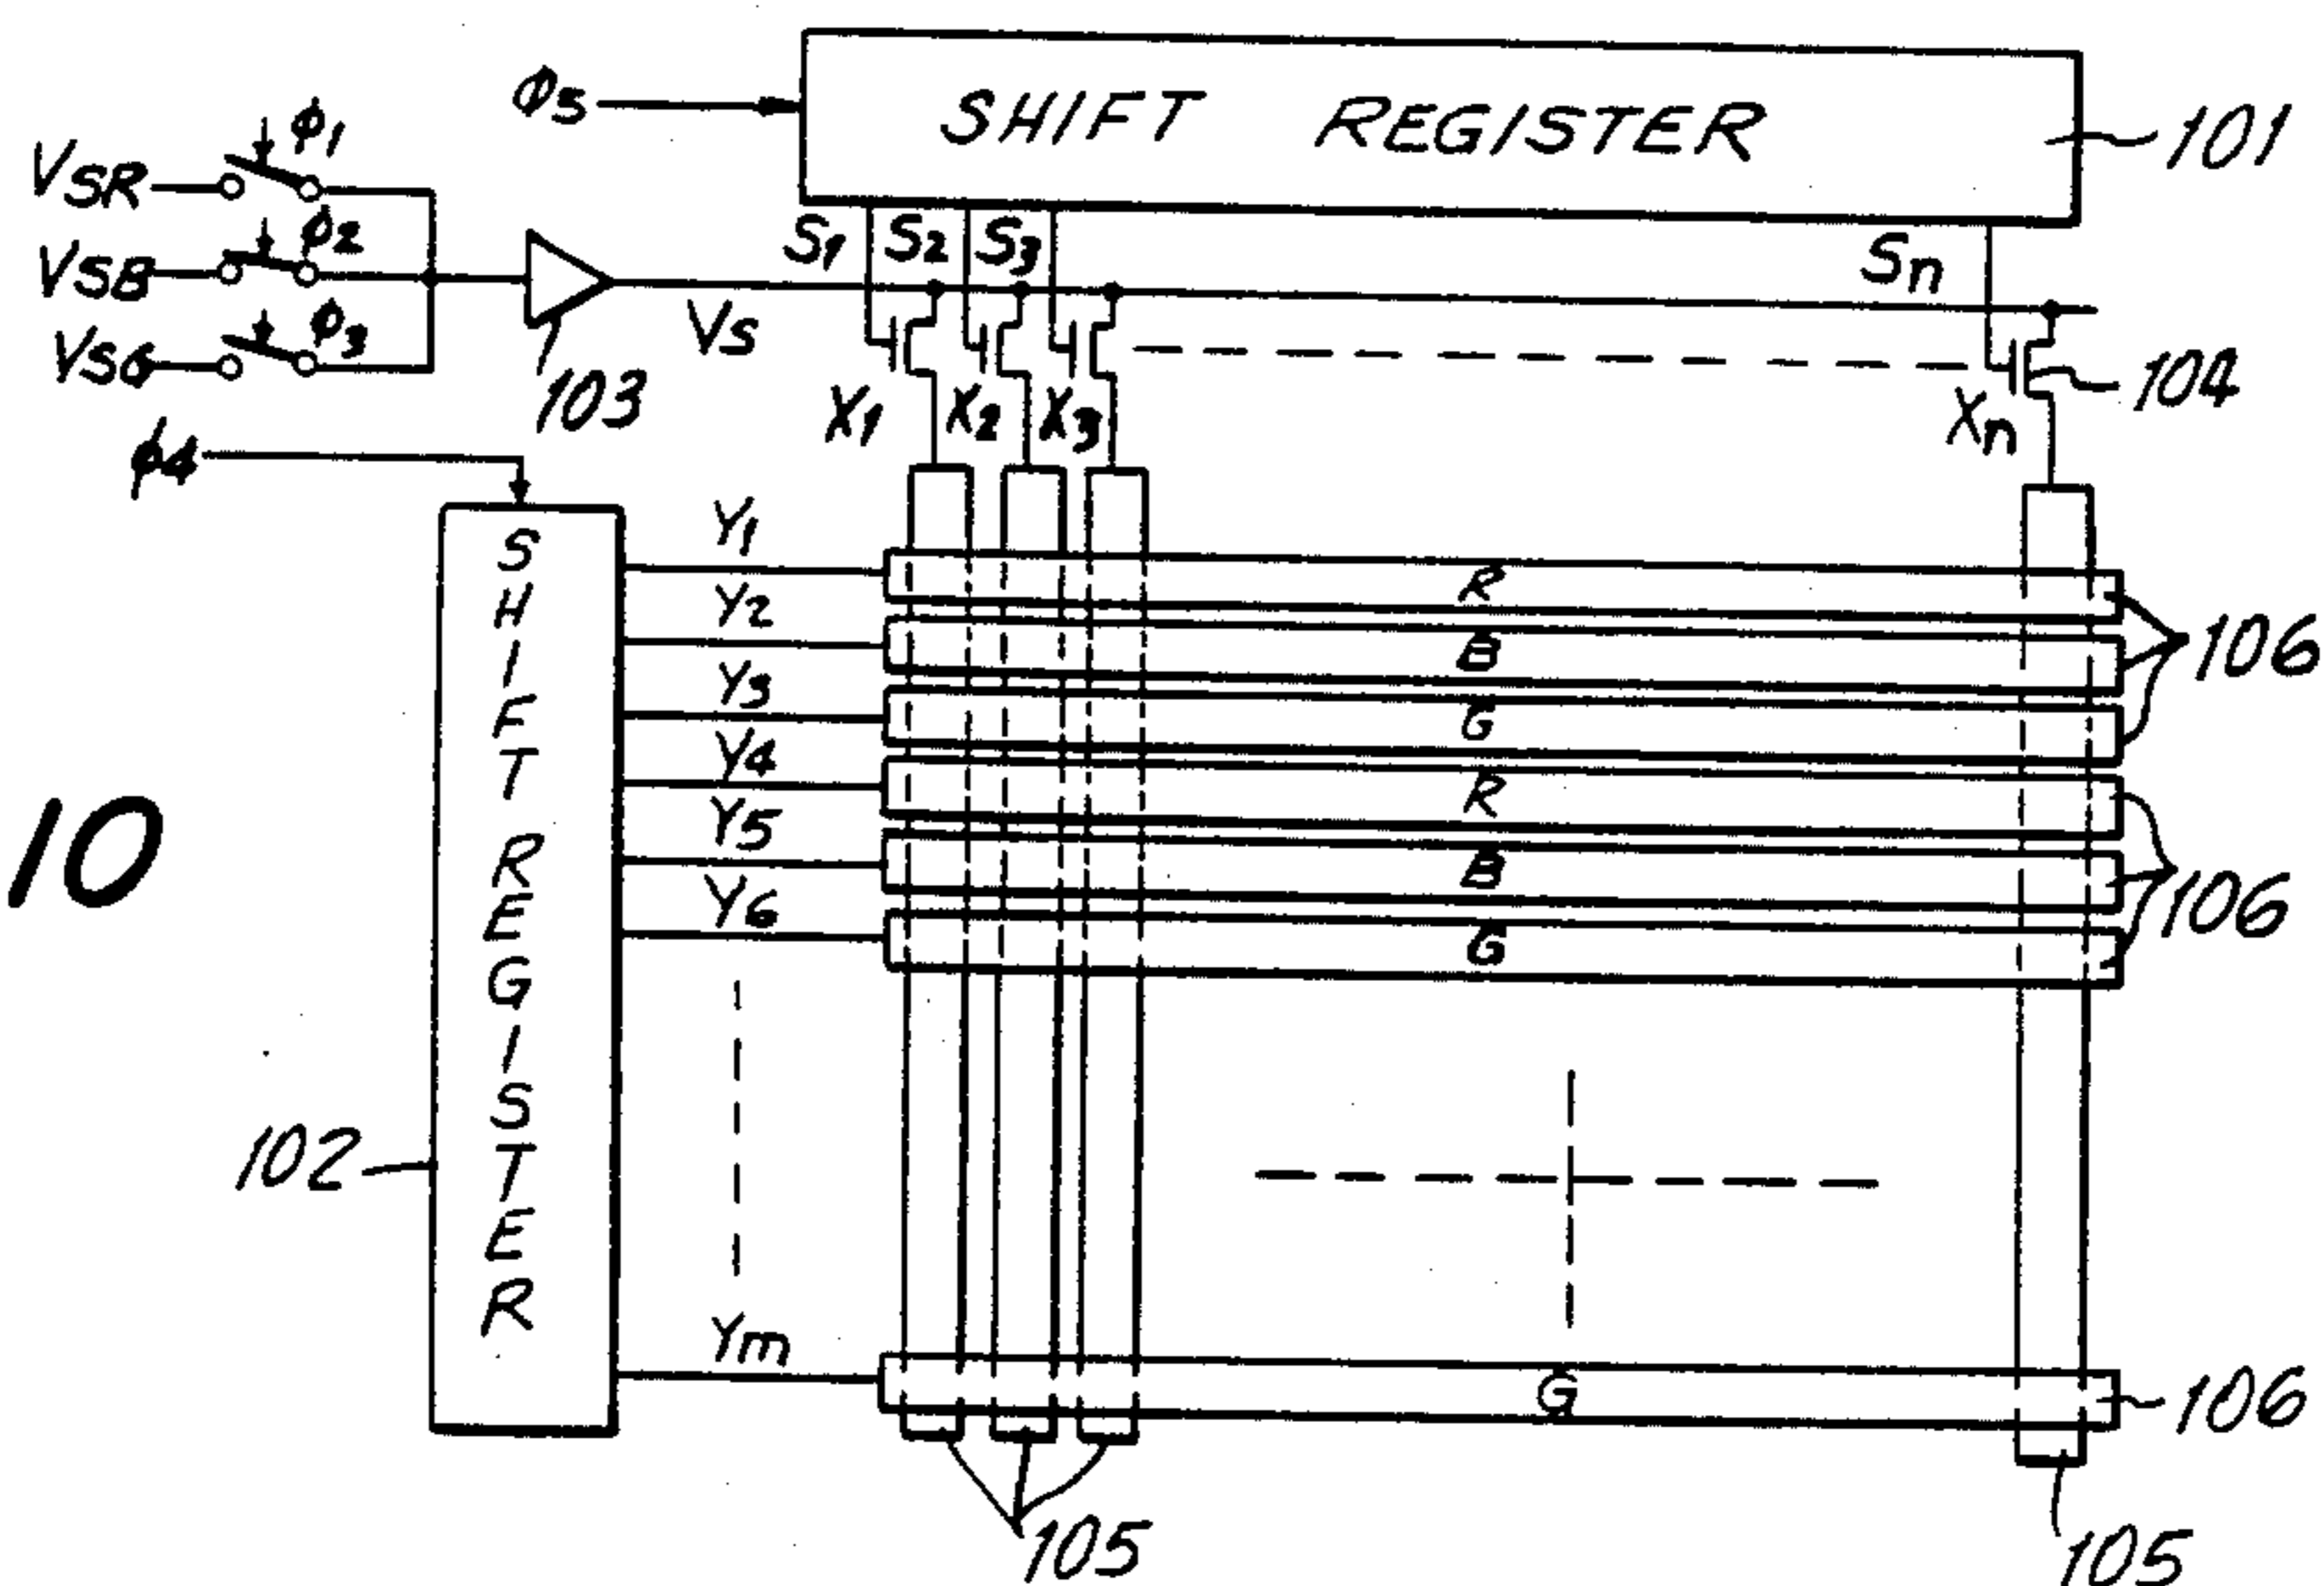 φ5
SHIFT REGISTER
101
φ1
VSR
φ2
VSB
φ3
VSG
S1 S2 S3 Sn
VS
103
104
X1 X2 X3 Xn
φ4
SHIFT REGISTER
102
10
Y1
R
Y2
B
106
Y3
G
Y4
R
Y5
B
106
Y6
G
Ym
G
106
105
105